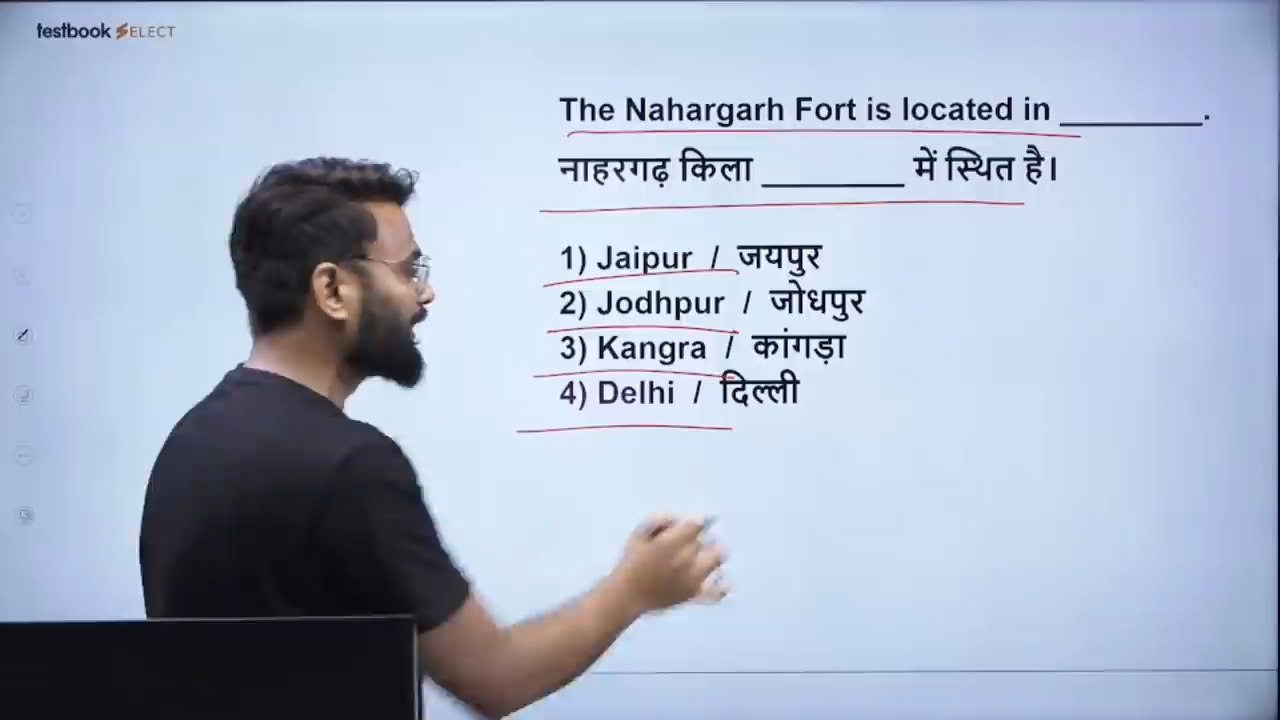 testbook SELECT
The Nahargarh Fort is located in ________.
नाहरगढ़ किला ________ में स्थित है।
1) Jaipur / जयपुर
2) Jodhpur / जोधपुर
3) Kangra / कांगड़ा
4) Delhi / दिल्ली